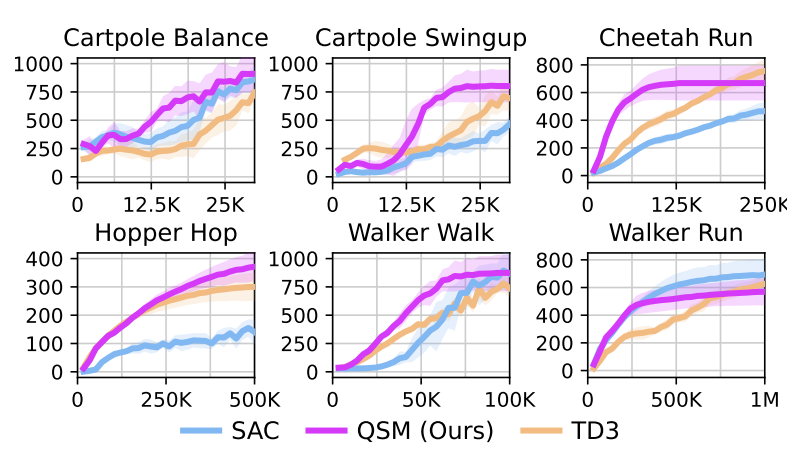 Cartpole Balance Cartpole Swingup Cheetah Run
1000 750 500 250 0
0 12.5K 25K
1000 750 500 250 0
0 12.5K 25K
800 600 400 200 0
0 125K 250K
Hopper Hop Walker Walk Walker Run
400 300 200 100 0
0 250K 500K
1000 750 500 250 0
0 50K 100K
800 600 400 200 0
0 500K 1M
SAC QSM (Ours) TD3